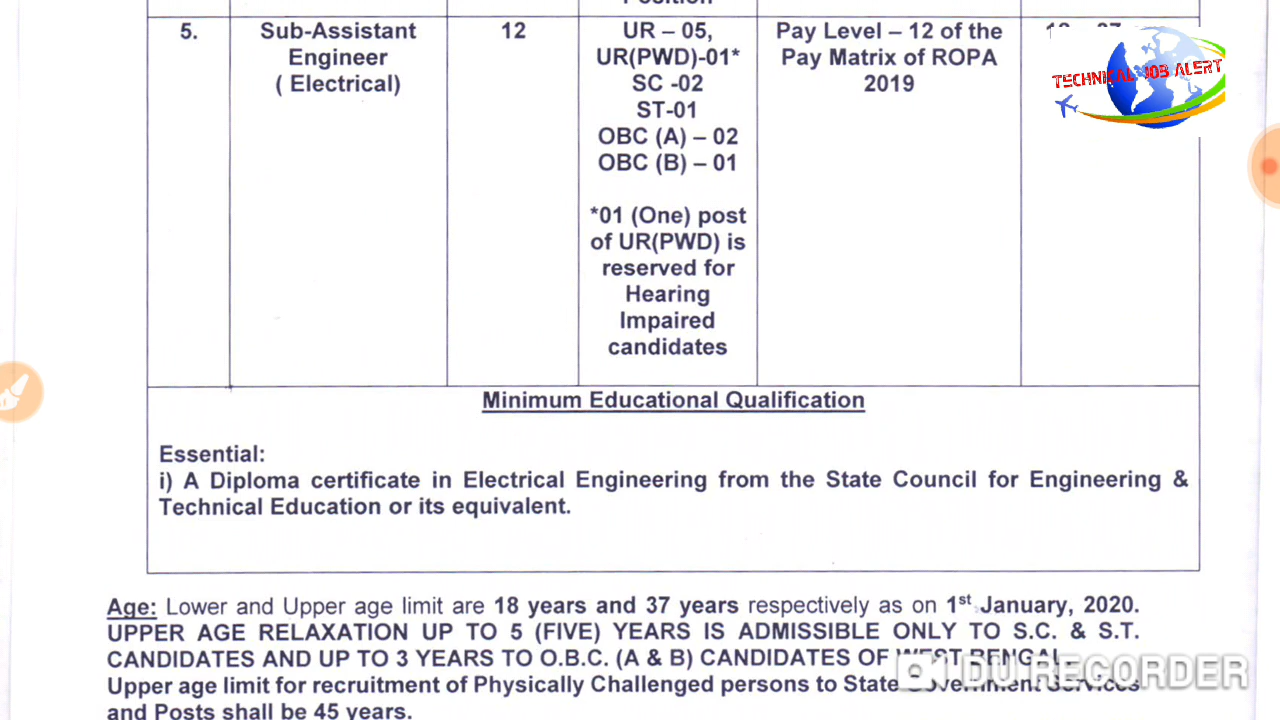 Position
5.
Sub-Assistant
Engineer
( Electrical)
12
UR – 05,
UR(PWD)-01*
SC -02
ST-01
OBC (A) – 02
OBC (B) – 01
*01 (One) post
of UR(PWD) is
reserved for
Hearing
Impaired
candidates
Pay Level – 12 of the
Pay Matrix of ROPA
2019
TECHNICAL JOB ALERT
Minimum Educational Qualification
Essential:
i) A Diploma certificate in Electrical Engineering from the State Council for Engineering &
Technical Education or its equivalent.
Age: Lower and Upper age limit are 18 years and 37 years respectively as on 1st January, 2020.
UPPER AGE RELAXATION UP TO 5 (FIVE) YEARS IS ADMISSIBLE ONLY TO S.C. & S.T.
CANDIDATES AND UP TO 3 YEARS TO O.B.C. (A & B) CANDIDATES OF WEST BENGAL.
Upper age limit for recruitment of Physically Challenged persons to State Government Services
and Posts shall be 45 years.
DU RECORDER